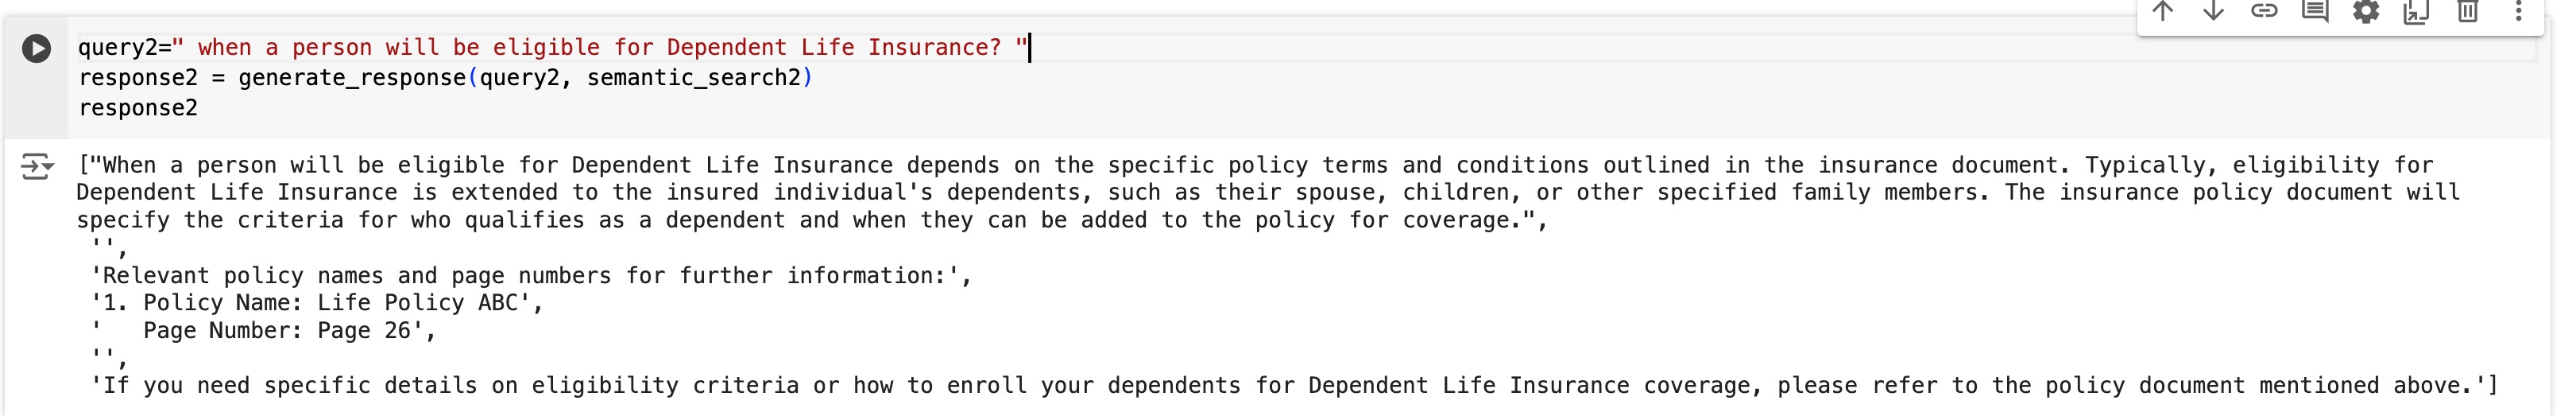 query2=" when a person will be eligible for Dependent Life Insurance? "
response2 = generate_response(query2, semantic_search2)
response2
["When a person will be eligible for Dependent Life Insurance depends on the specific policy terms and conditions outlined in the insurance document. Typically, eligibility for
Dependent Life Insurance is extended to the insured individual's dependents, such as their spouse, children, or other specified family members. The insurance policy document will
specify the criteria for who qualifies as a dependent and when they can be added to the policy for coverage.",
'',
'Relevant policy names and page numbers for further information:',
'1. Policy Name: Life Policy ABC',
'   Page Number: Page 26',
'',
'If you need specific details on eligibility criteria or how to enroll your dependents for Dependent Life Insurance coverage, please refer to the policy document mentioned above.']